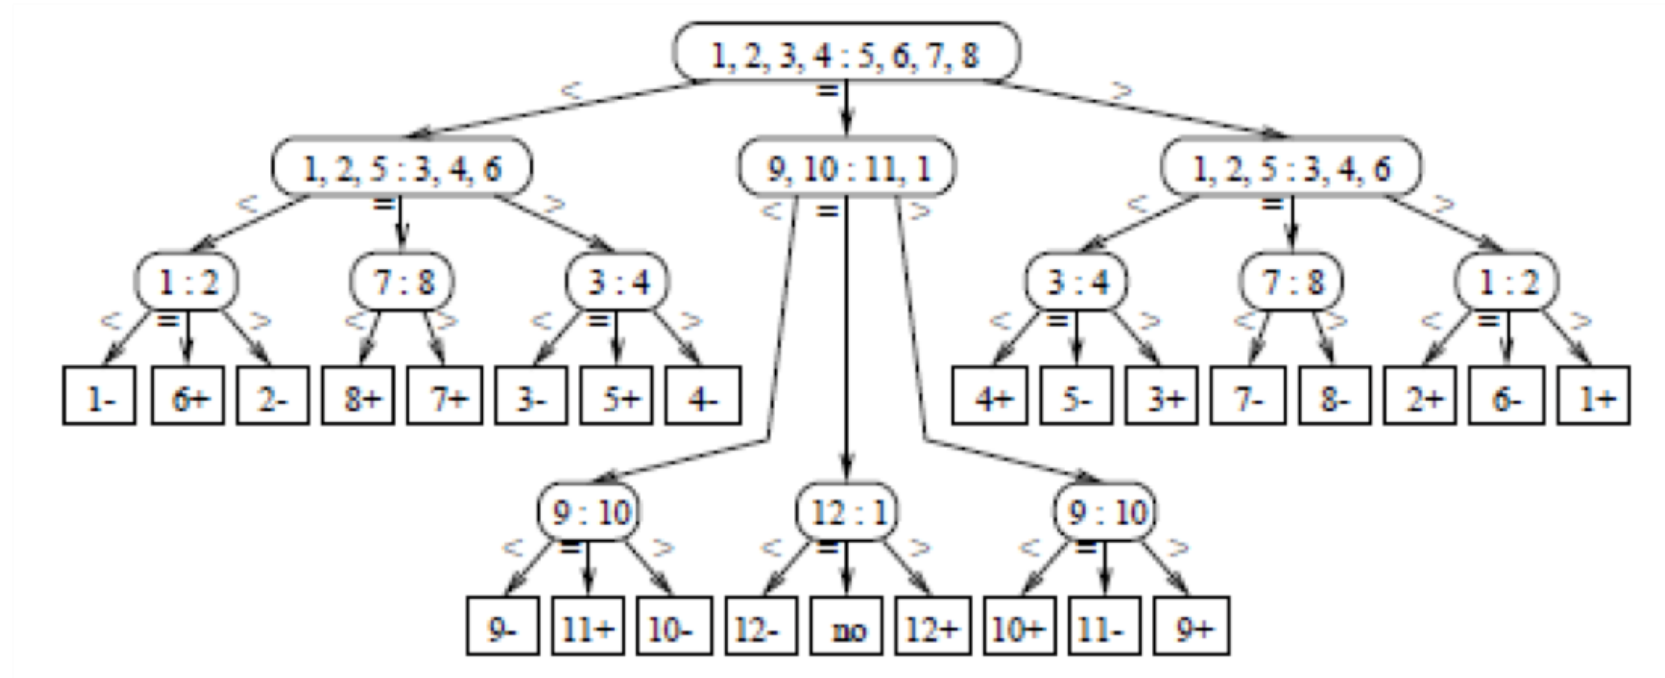 1, 2, 3, 4 : 5, 6, 7, 8
< = >
1, 2, 5 : 3, 4, 6 9, 10 : 11, 1 1, 2, 5 : 3, 4, 6
< = > < = > < = >
1 : 2 7 : 8 3 : 4 3 : 4 7 : 8 1 : 2
< = > < > < = > < = > < > < = >
1- 6+ 2- 8+ 7+ 3- 5+ 4- 4+ 5- 3+ 7- 8- 2+ 6- 1+
9 : 10 12 : 1 9 : 10
< = > < = > < = >
9- 11+ 10- 12- no 12+ 10+ 11- 9+